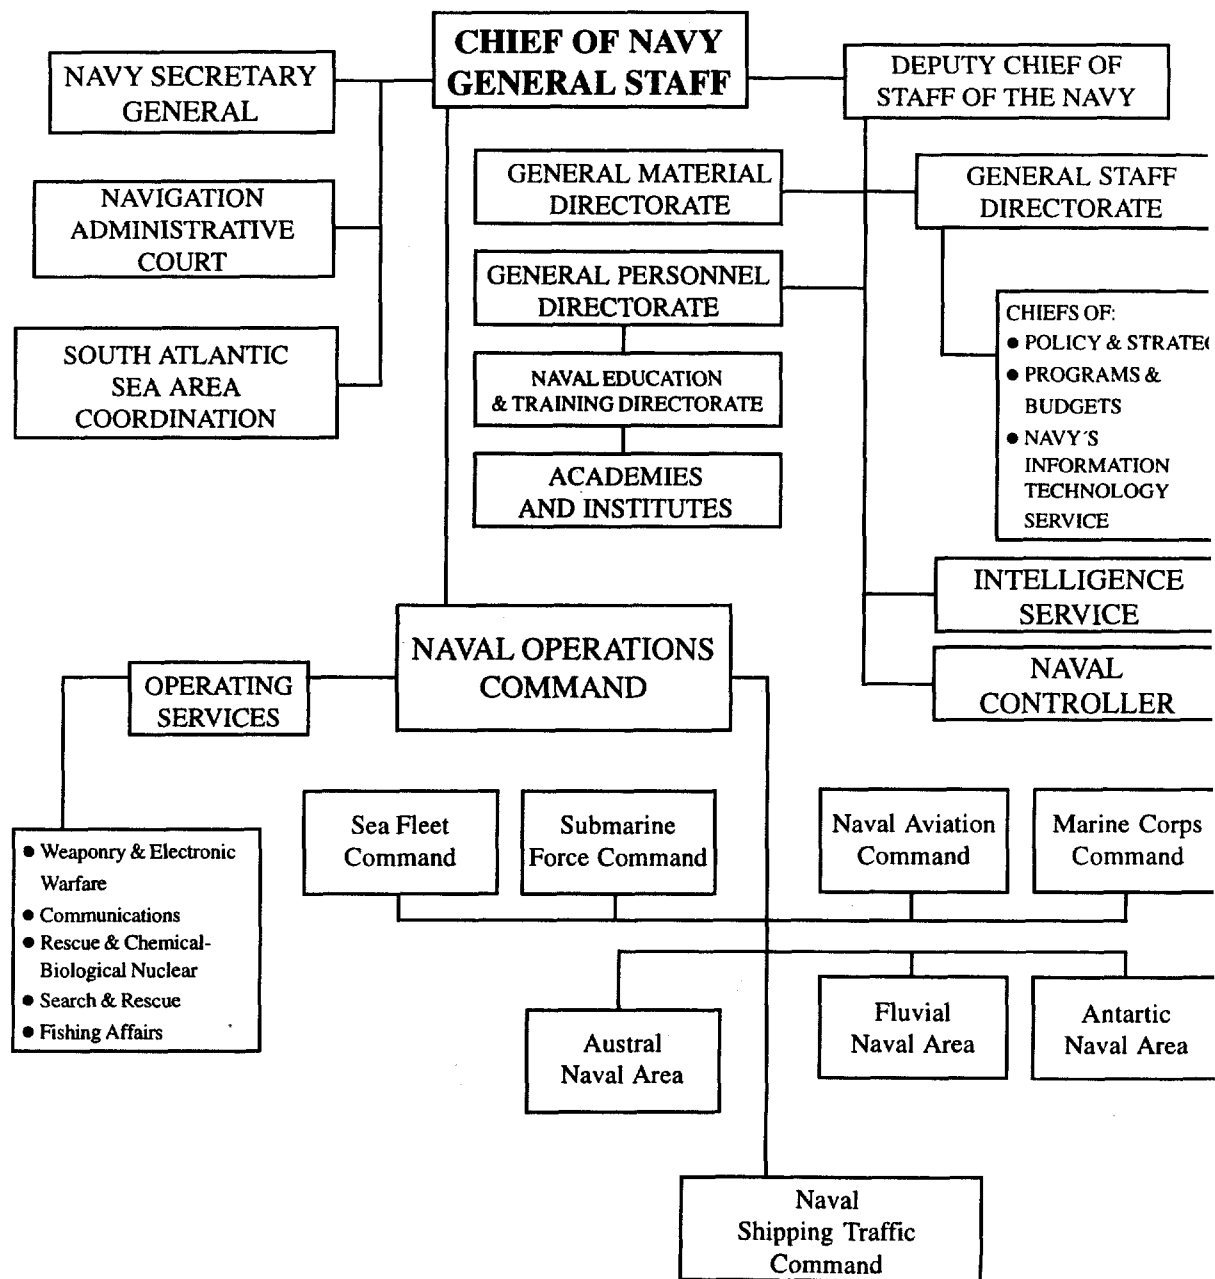 CHIEF OF NAVY
GENERAL STAFF
NAVY SECRETARY
GENERAL
DEPUTY CHIEF OF
STAFF OF THE NAVY
NAVIGATION
ADMINISTRATIVE
COURT
GENERAL MATERIAL
DIRECTORATE
GENERAL STAFF
DIRECTORATE
GENERAL PERSONNEL
DIRECTORATE
SOUTH ATLANTIC
SEA AREA
COORDINATION
NAVAL EDUCATION
& TRAINING DIRECTORATE
ACADEMIES
AND INSTITUTES
CHIEFS OF:
● POLICY &
● PROGRAMS &
BUDGETS
● NAVY´S
INFORMATION
TECHNOLOGY
SERVICE
INTELLIGENCE
SERVICE
NAVAL
CONTROLLER
NAVAL OPERATIONS
COMMAND
OPERATING
SERVICES
● Weaponry & Electronic
Warfare
● Communications
● Rescue & Chemical-
Biological Nuclear
● Search & Rescue
● Fishing Affairs
Sea Fleet
Command
Submarine
Force Command
Naval Aviation
Command
Marine Corps
Command
Austral
Naval Area
Fluvial
Naval Area
Antartic
Naval Area
Naval
Shipping Traffic
Command